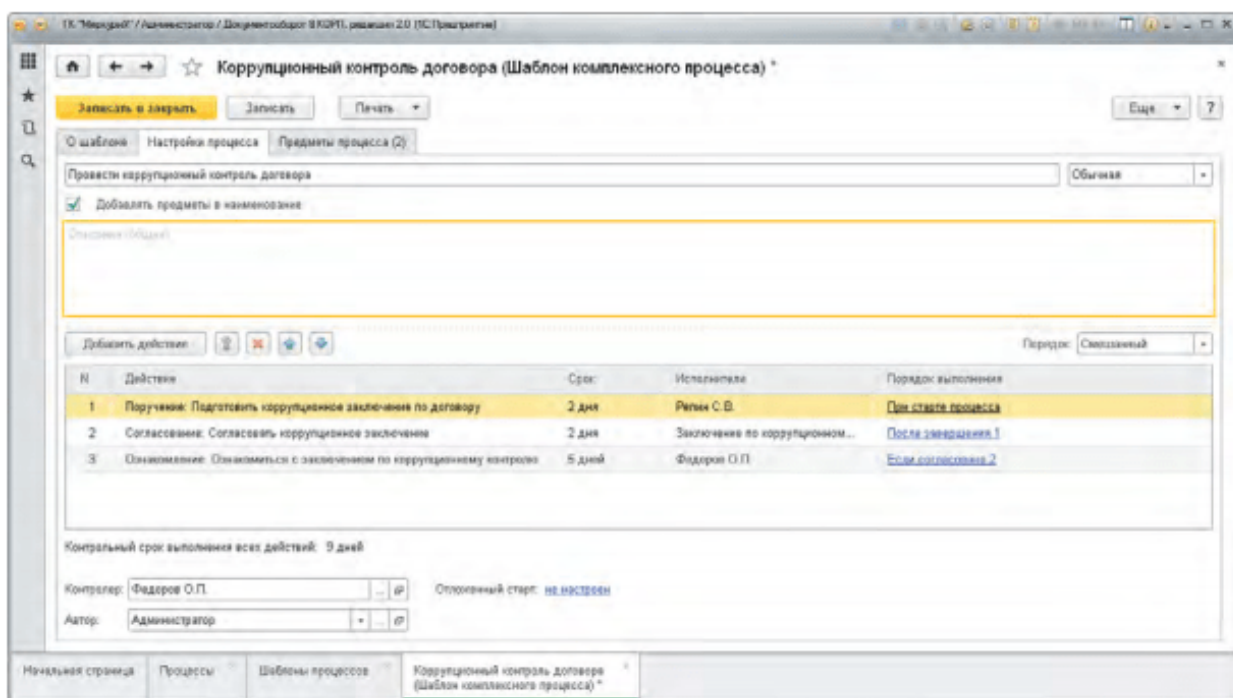 ГК "Меркурий" / Администратор / Документооборот 8 КОРП, редакция 2.0 (1С:Предприятие)
Коррупционный контроль договора (Шаблон комплексного процесса) *
Записать и закрыть Записать Печать Еще ?
О шаблоне Настройки процесса Предметы процесса (2)
Провести коррупционный контроль договора Обычная
Добавлять предметы в наименование
Описание (общее)
Добавить действие Порядок: Смешанный
N Действие Срок Исполнители Порядок выполнения
1 Поручение: Подготовить коррупционное заключение по договору 2 дня Репин С.В. При старте процесса
2 Согласование: Согласовать коррупционное заключение 2 дня Заключение по коррупционном... После завершения 1
3 Ознакомление: Ознакомиться с заключением по коррупционному контролю 5 дней Федоров О.П. Если согласовано 2
Контрольный срок выполнения всех действий: 9 дней
Контролер: Федоров О.П. ... Отложенный старт: не настроен
Автор: Администратор ...
Начальная страница Процессы Шаблоны процессов Коррупционный контроль договора
(Шаблон комплексного процесса) *